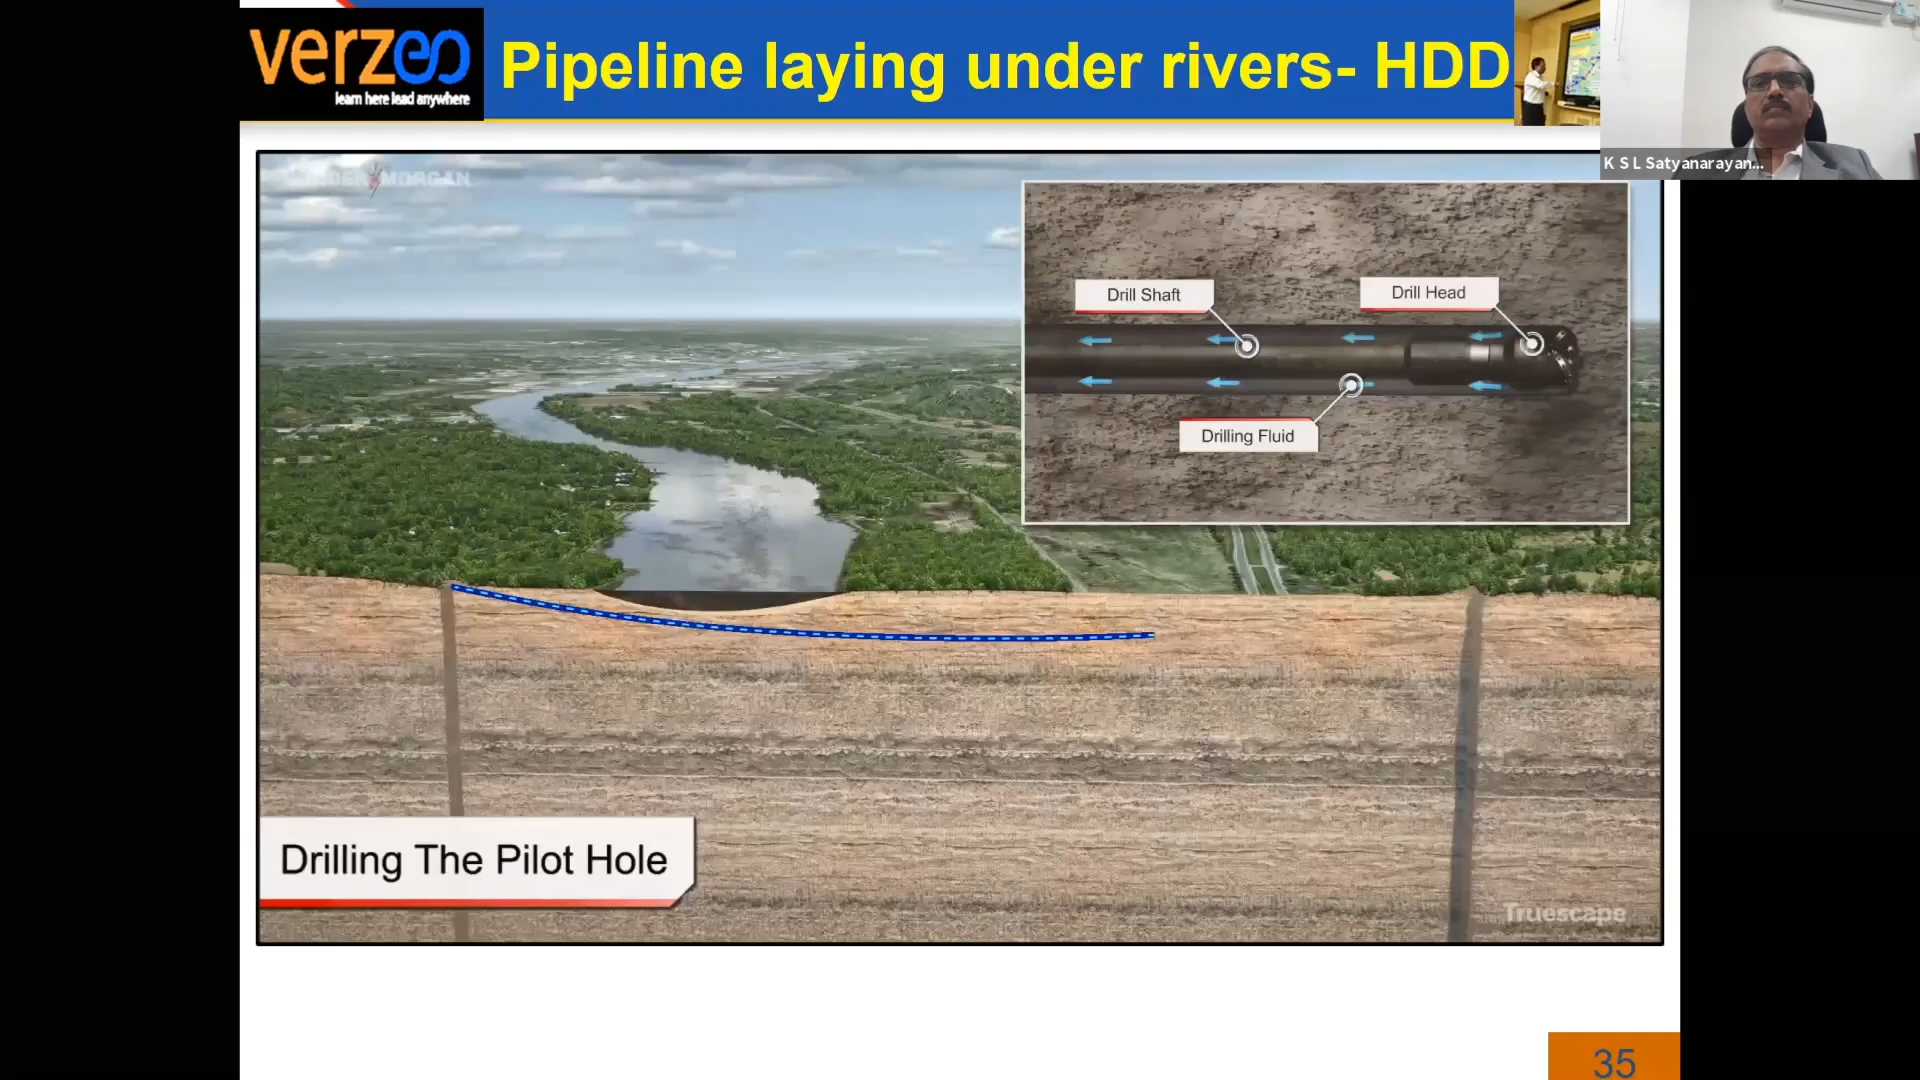 verzeo
learn here lead anywhere
Pipeline laying under rivers- HDD
K S L Satyanarayan...
MORGAN
Drill Shaft
Drill Head
Drilling Fluid
Drilling The Pilot Hole
Truescape
35